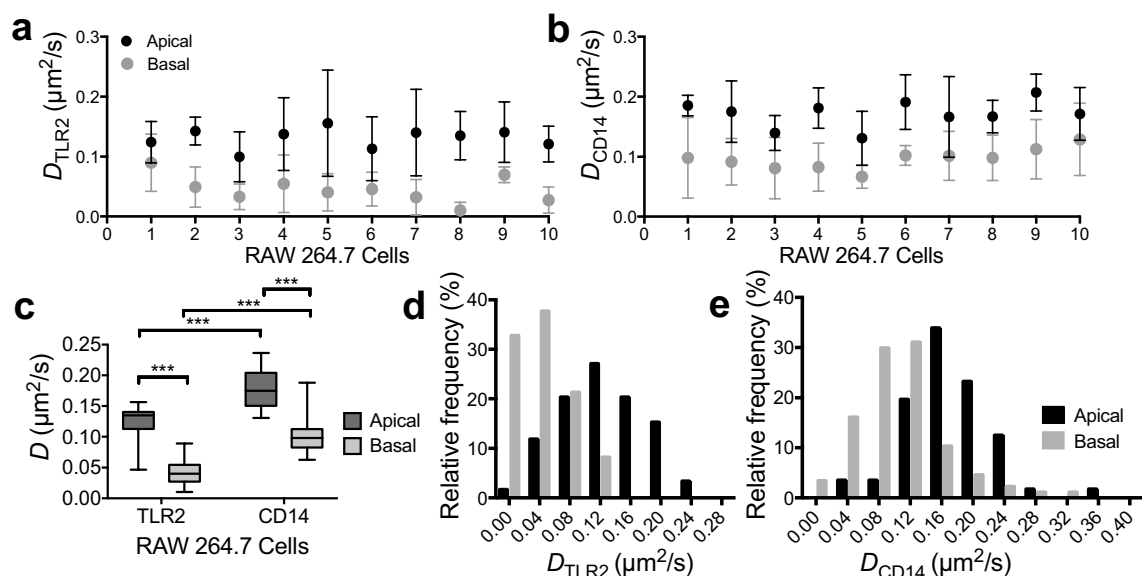 a
Apical
Basal
D_TLR2 (µm²/s)
0.3
0.2
0.1
0.0
0 1 2 3 4 5 6 7 8 9 10
RAW 264.7 Cells
b
D_CD14 (µm²/s)
0.3
0.2
0.1
0.0
0 1 2 3 4 5 6 7 8 9 10
RAW 264.7 Cells
c
***
***
***
***
D (µm²/s)
0.25
0.20
0.15
0.10
0.05
0.00
TLR2 CD14
RAW 264.7 Cells
Apical
Basal
d
Relative frequency (%)
40
30
20
10
0
0.00 0.04 0.08 0.12 0.16 0.20 0.24 0.28
D_TLR2 (µm²/s)
e
Relative frequency (%)
40
30
20
10
0
0.00 0.04 0.08 0.12 0.16 0.20 0.24 0.28 0.32 0.36 0.40
D_CD14 (µm²/s)
Apical
Basal